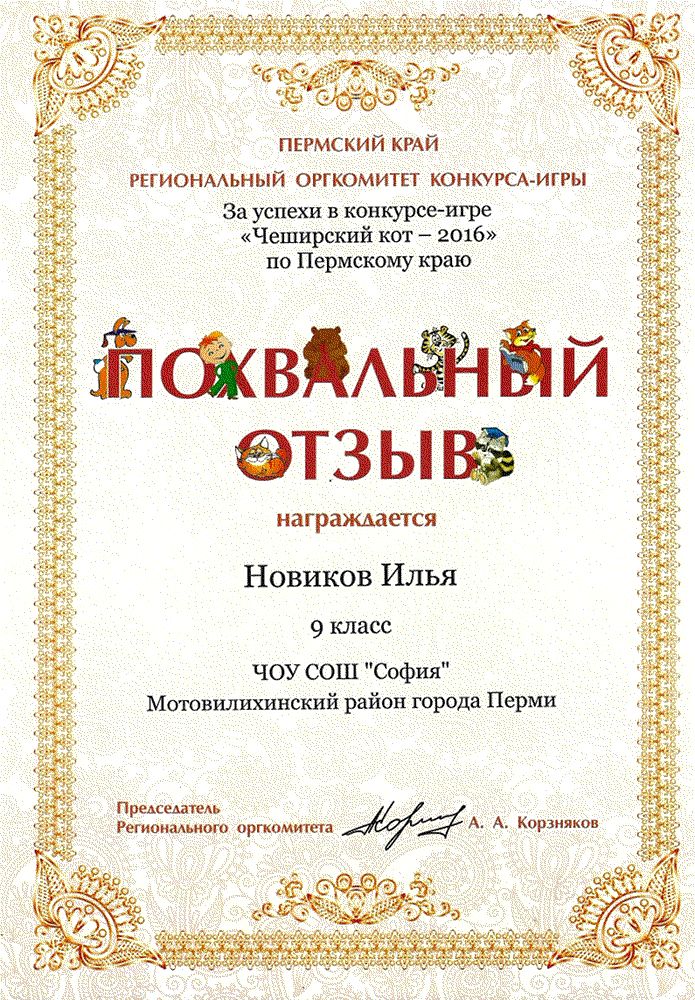 ПЕРМСКИЙ КРАЙ
РЕГИОНАЛЬНЫЙ ОРГКОМИТЕТ КОНКУРСА-ИГРЫ
За успехи в конкурсе-игре
«Чеширский кот – 2016»
по Пермскому краю
ПОХВАЛЬНЫЙ
ОТЗЫВ
награждается
Новиков Илья
9 класс
ЧОУ СОШ "София"
Мотовилихинский район города Перми
Председатель
Регионального оргкомитета А. А. Корзняков